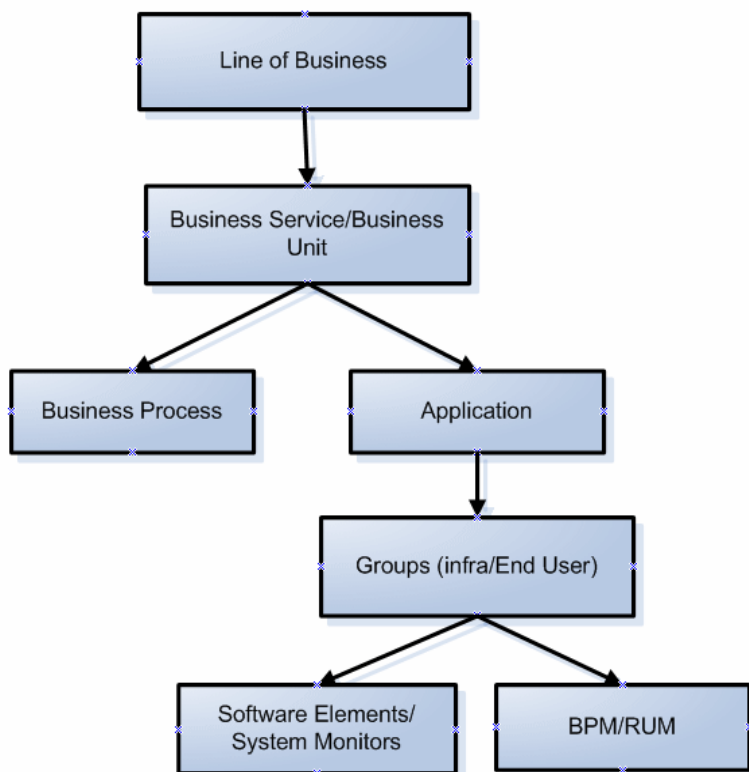 Line of Business
Business Service/Business
Unit
Business Process
Application
Groups (infra/End User)
Software Elements/
System Monitors
BPM/RUM